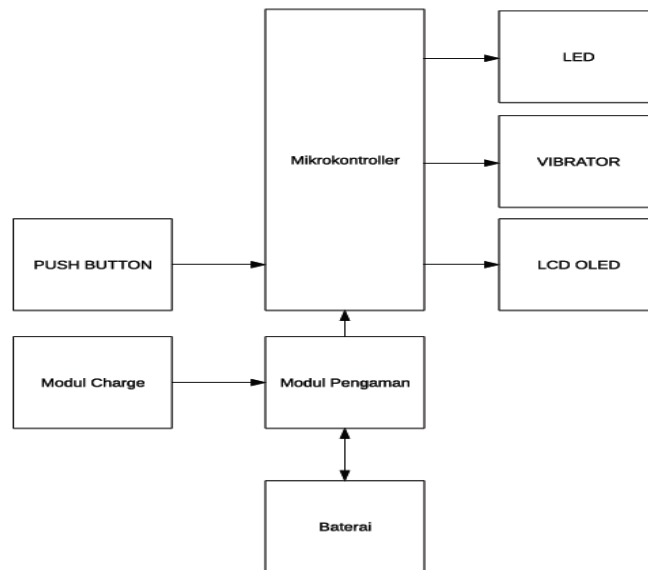 LED
Mikrokontroller
VIBRATOR
PUSH BUTTON
LCD OLED
Modul Charge
Modul Pengaman
Baterai